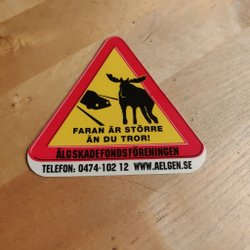 FARAN ÄR STÖRRE
ÄN DU TROR!
ÄLGSKADEFONDSFÖRENINGEN
TELEFON: 0474-102 12 WWW.AELGEN.SE